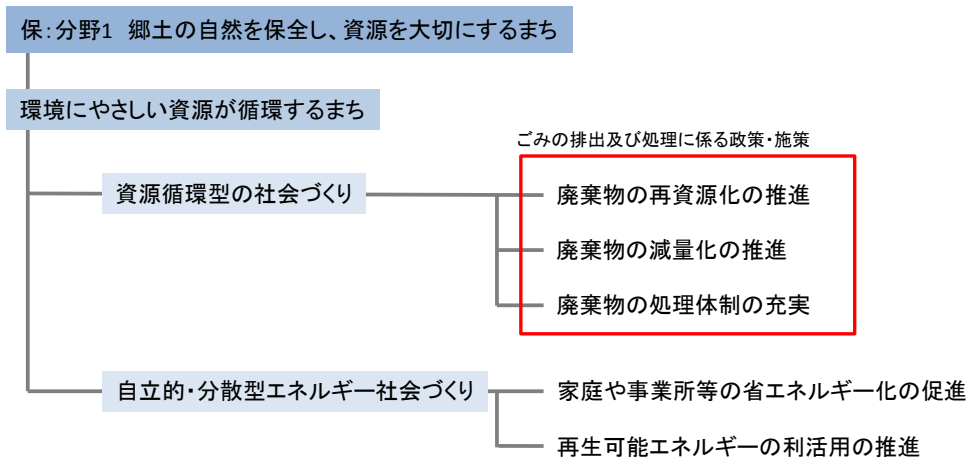 保:分野1 郷土の自然を保全し、資源を大切にするまち
環境にやさしい資源が循環するまち
ごみの排出及び処理に係る政策・施策
資源循環型の社会づくり
廃棄物の再資源化の推進
廃棄物の減量化の推進
廃棄物の処理体制の充実
自立的・分散型エネルギー社会づくり
家庭や事業所等の省エネルギー化の促進
再生可能エネルギーの利活用の推進